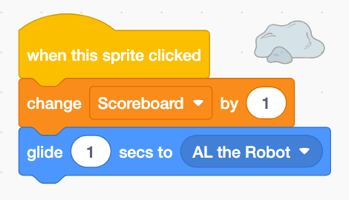 when this sprite clicked
change Scoreboard by 1
glide 1 secs to AL the Robot